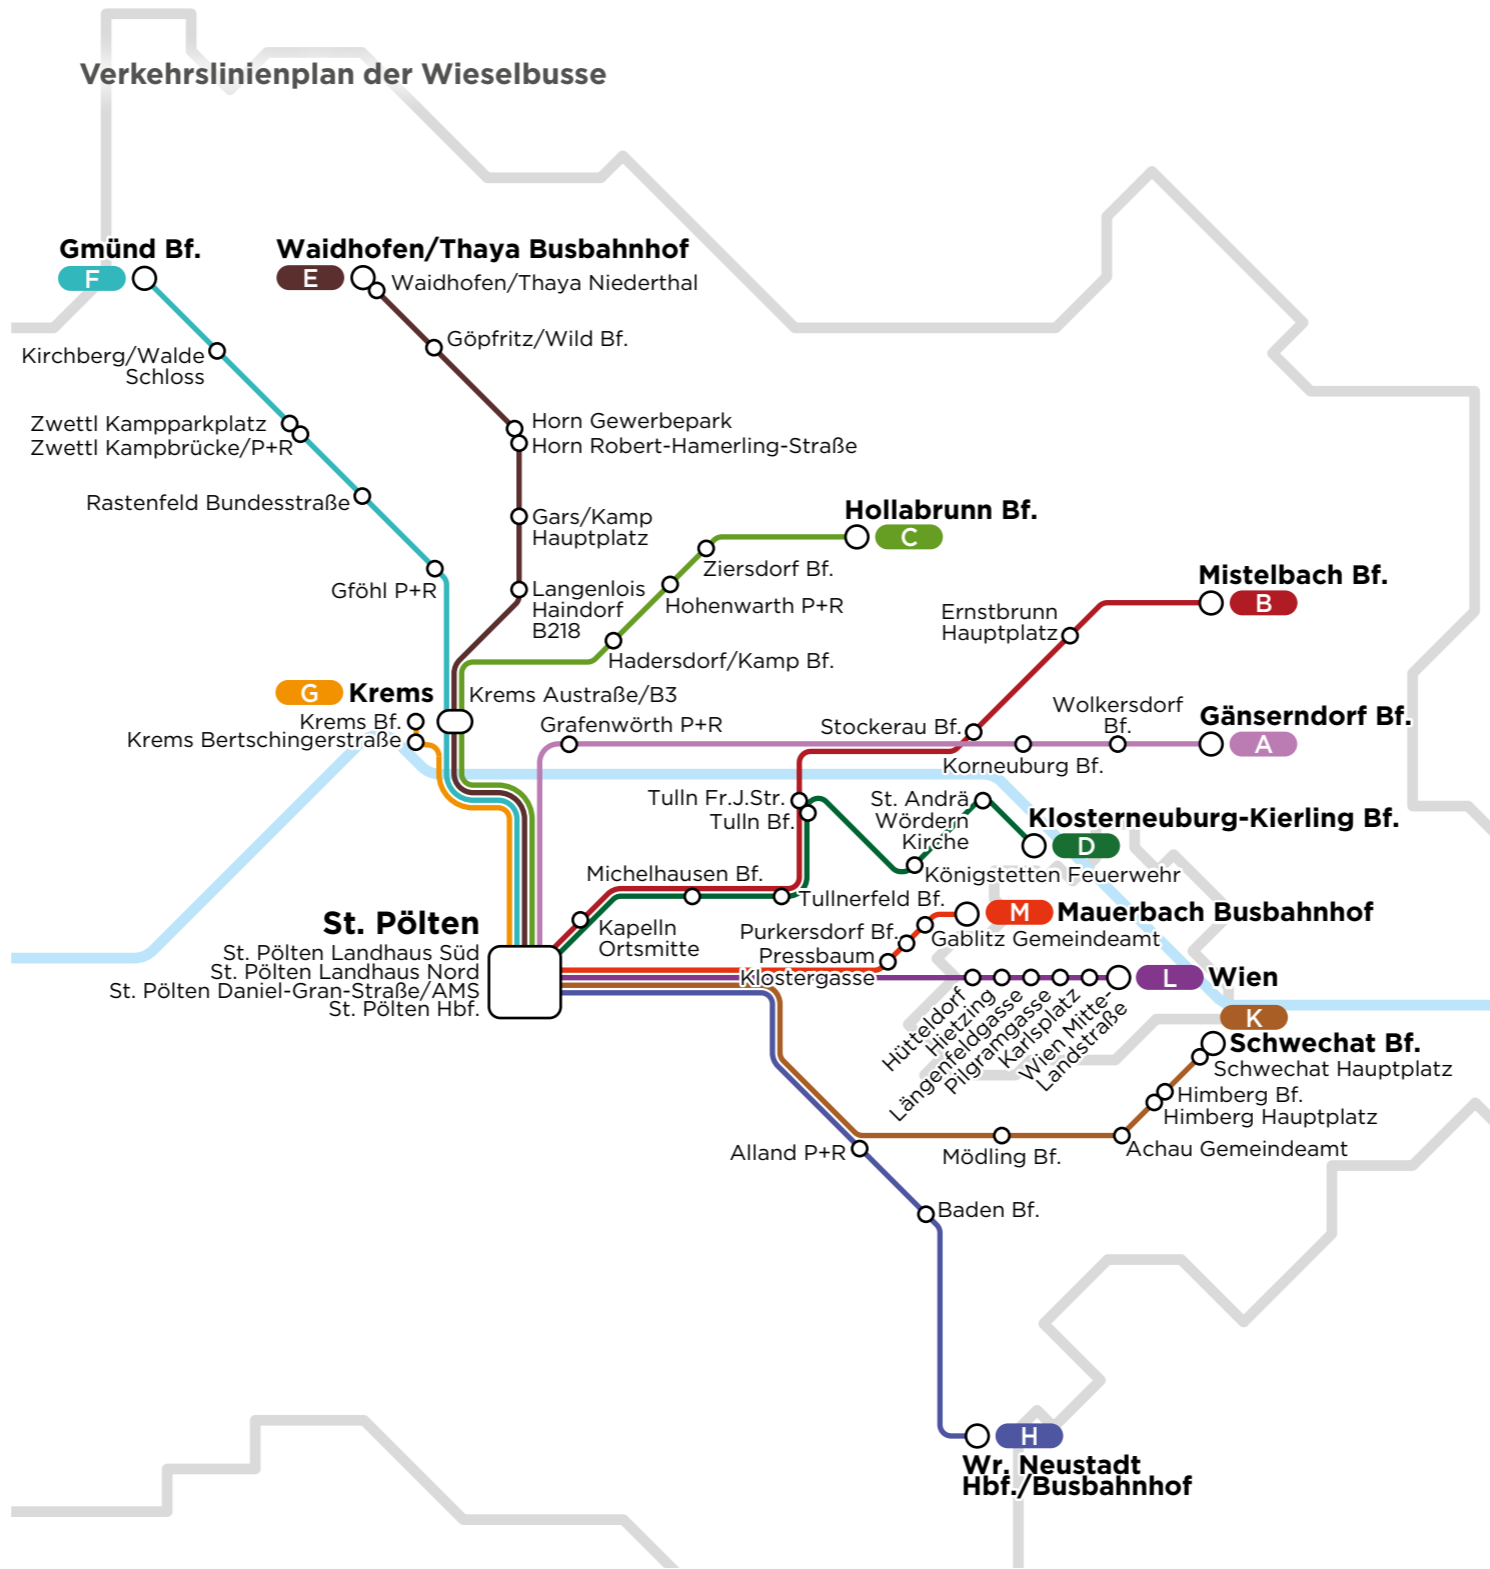 Verkehrslinienplan der Wieselbusse
Gmünd Bf.
F
Waidhofen/Thaya Busbahnhof
E
Waidhofen/Thaya Niederthal
Göpfritz/Wild Bf.
Kirchberg/Walde
Schloss
Zwettl Kampparkplatz
Zwettl Kampbrücke/P+R
Horn Gewerbepark
Horn Robert-Hamerling-Straße
Rastenfeld Bundesstraße
Gars/Kamp
Hauptplatz
Hollabrunn Bf.
C
Ziersdorf Bf.
Gföhl P+R
Langenlois
Haindorf
B218
Hohenwarth P+R
Hadersdorf/Kamp Bf.
Mistelbach Bf.
B
Ernstbrunn
Hauptplatz
G
Krems
Krems Austraße/B3
Krems Bf.
Krems Bertschingerstraße
Grafenwörth P+R
Stockerau Bf.
Wolkersdorf
Bf.
Gänserndorf Bf.
A
Korneuburg Bf.
Tulln Fr.J.Str.
Tulln Bf.
St. Andrä
Wördern
Kirche
Klosterneuburg-Kierling Bf.
D
Königstetten Feuerwehr
Michelhausen Bf.
Tullnerfeld Bf.
Kapelln
Ortsmitte
M
Mauerbach Busbahnhof
Purkersdorf Bf.
Gablitz Gemeindeamt
Pressbaum
Klostergasse
St. Pölten
St. Pölten Landhaus Süd
St. Pölten Landhaus Nord
St. Pölten Daniel-Gran-Straße/AMS
St. Pölten Hbf.
L
Wien
Hütteldorf
Hietzing
Längenfeldgasse
Pilgramgasse
Karlsplatz
Wien Mitte-
Landstraße
K
Schwechat Bf.
Schwechat Hauptplatz
Himberg Bf.
Himberg Hauptplatz
Achau Gemeindeamt
Mödling Bf.
Alland P+R
Baden Bf.
H
Wr. Neustadt
Hbf./Busbahnhof